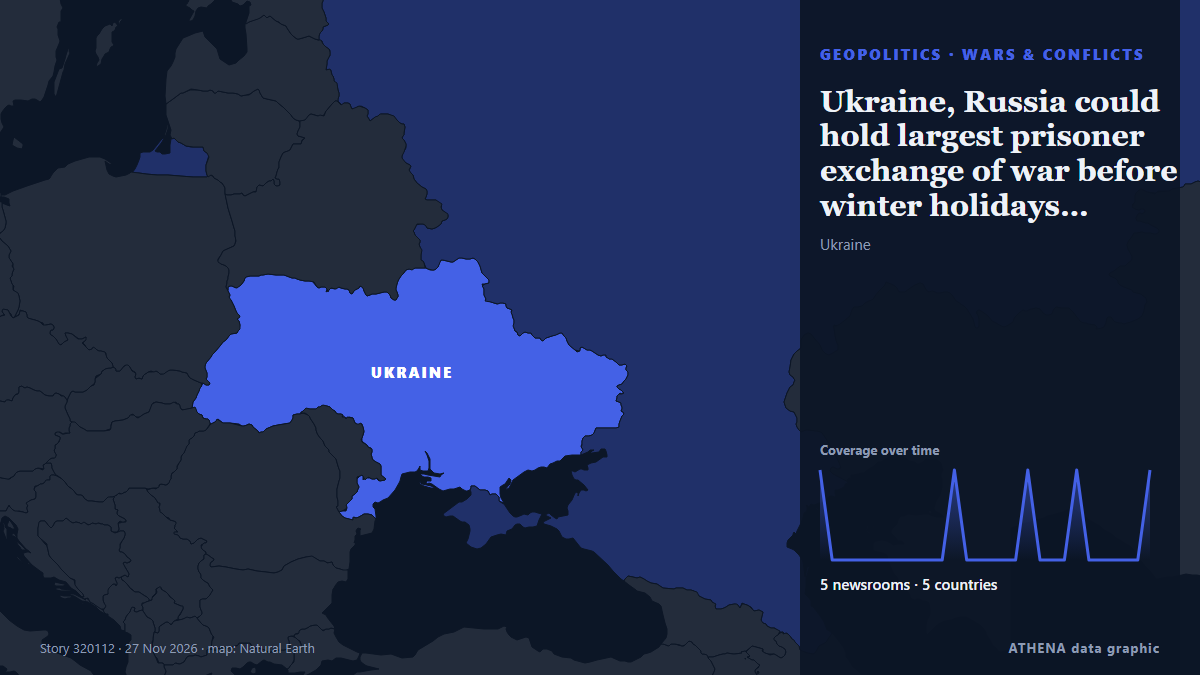 GEOPOLITICS · WARS & CONFLICTS
Ukraine, Russia could
hold largest prisoner
exchange of war before
winter holidays...
Ukraine
UKRAINE
Coverage over time
5 newsrooms · 5 countries
Story 320112 · 27 Nov 2026 · map: Natural Earth
ATHENA data graphic